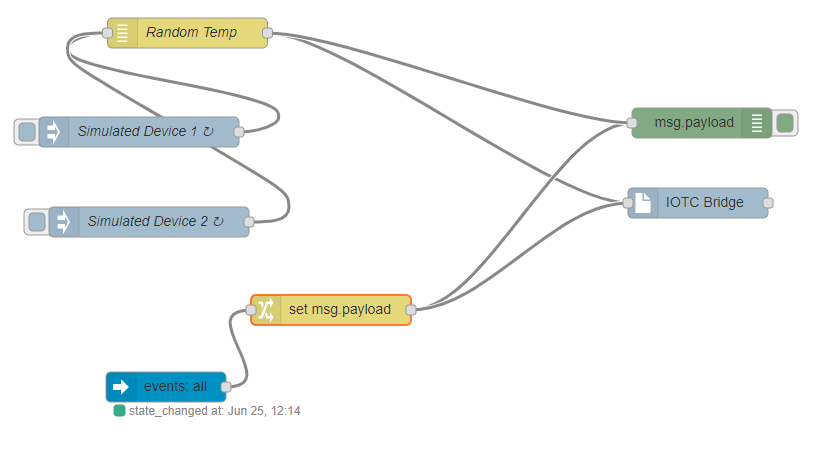 Random Temp
Simulated Device 1 ↻
msg.payload
IOTC Bridge
Simulated Device 2 ↻
set msg.payload
events: all
state_changed at: Jun 25, 12:14